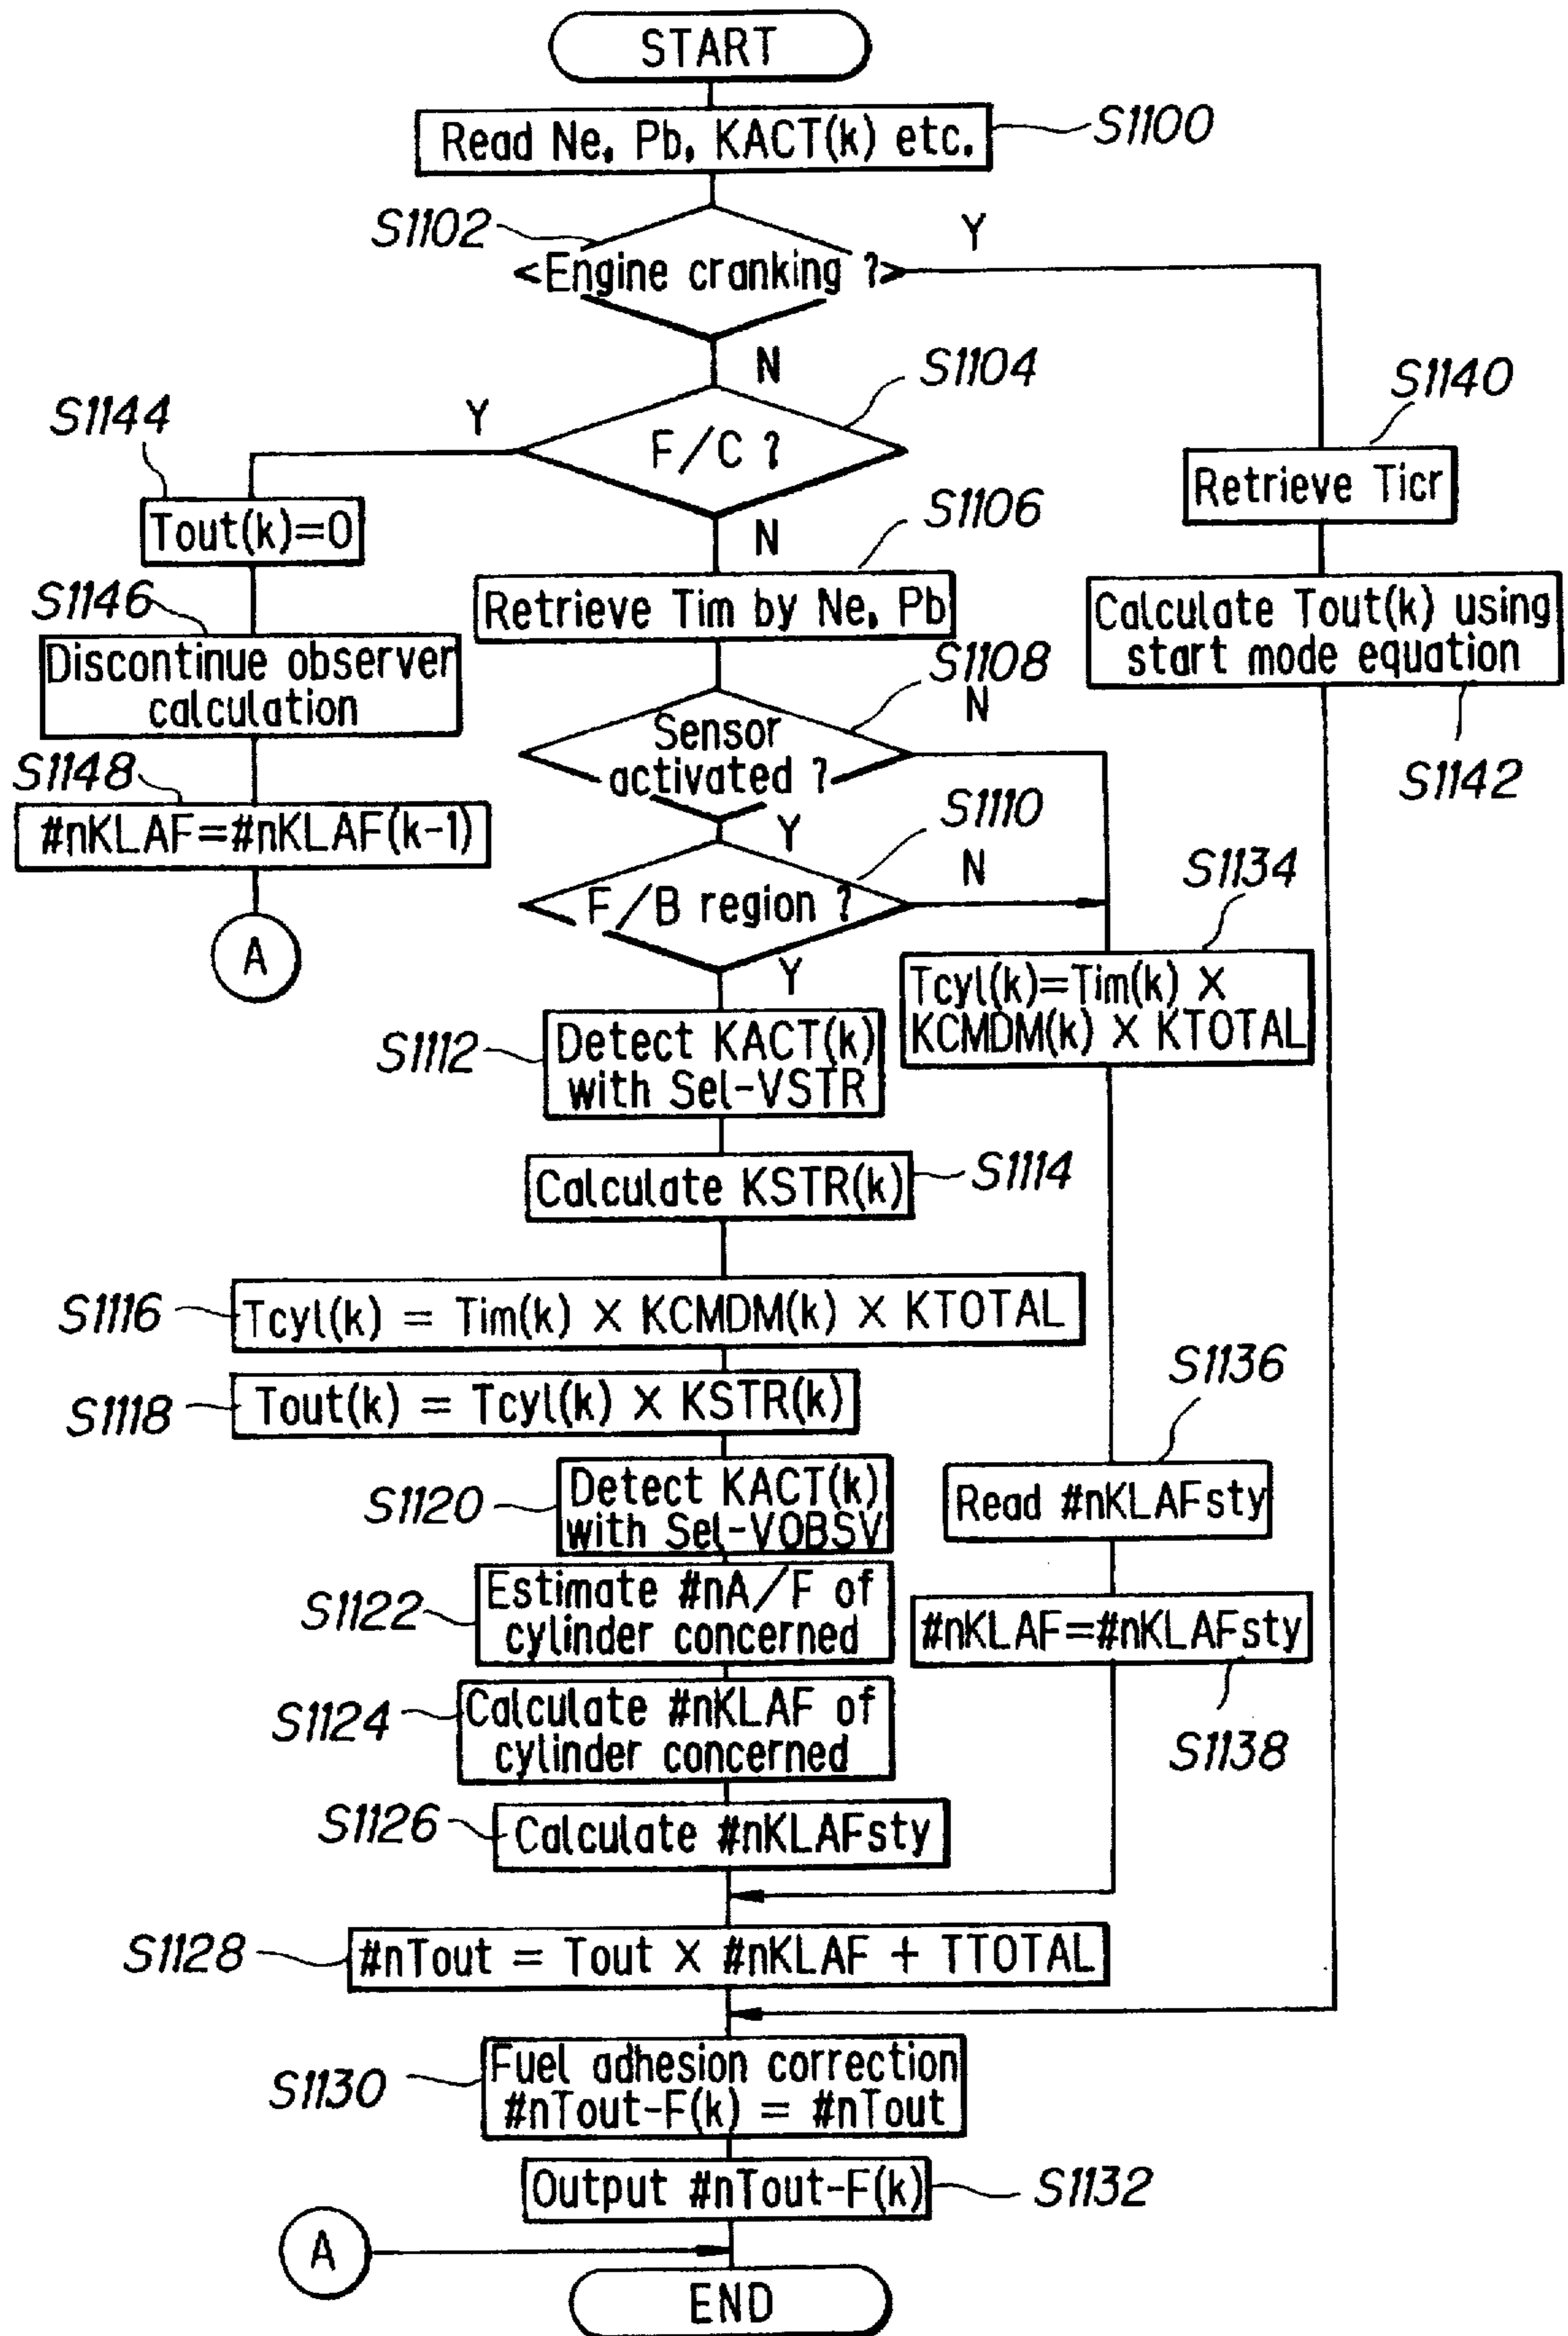 START
Read Ne, Pb, KACT(k) etc.
S1100
S1102
Y
<Engine cranking ?>
N
S1104
S1140
S1144
Y
F/C ?
Retrieve Ticr
Tout(k)=0
S1106
N
S1146
Retrieve Tim by Ne, Pb
Calculate Tout(k) using
start mode equation
Discontinue observer
calculation
S1108
N
Sensor
activated ?
S1142
S1148
S1110
#nKLAF=#nKLAF(k-1)
Y
N
S1134
F/B region ?
A
Y
Tcyl(k)=Tim(k) X
KCMDM(k) X KTOTAL
S1112
Detect KACT(k)
with Sel-VSTR
Calculate KSTR(k)
S1114
S1116
Tcyl(k) = Tim(k) X KCMDM(k) X KTOTAL
S1136
S1118
Tout(k) = Tcyl(k) X KSTR(k)
S1120
Detect KACT(k)
with Sel-VOBSV
Read #nKLAFsty
S1122
Estimate #nA/F of
cylinder concerned
#nKLAF=#nKLAFsty
S1124
Calculate #nKLAF of
cylinder concerned
S1138
S1126
Calculate #nKLAFsty
S1128
#nTout = Tout X #nKLAF + TTOTAL
S1130
Fuel adhesion correction
#nTout-F(k) = #nTout
Output #nTout-F(k)
S1132
A
END